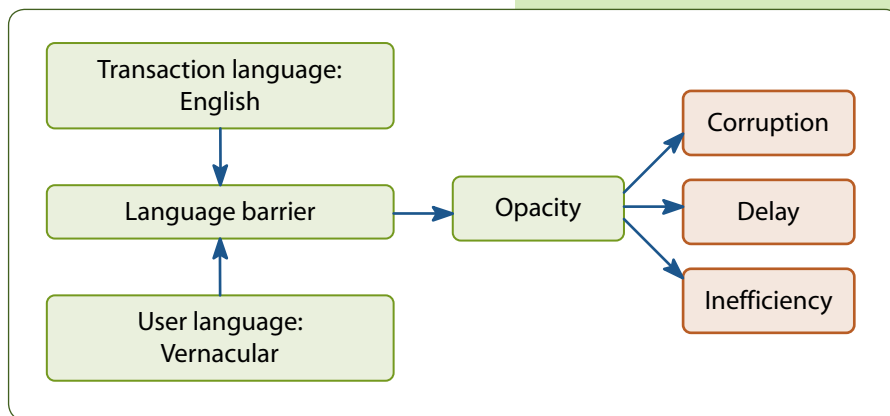 Transaction language:
English
Language barrier
User language:
Vernacular
Opacity
Corruption
Delay
Inefficiency